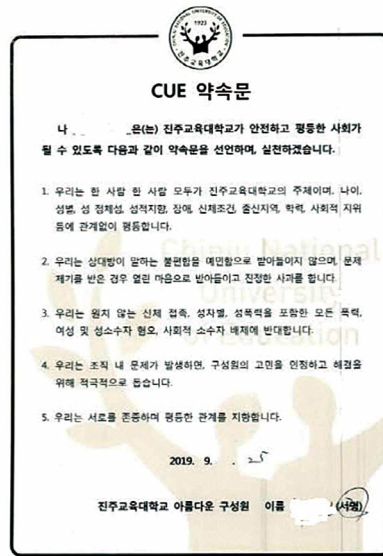 1923
CUE 약속문
나 은(는) 진주교육대학교가 안전하고 평등한 사회가
될 수 있도록 다음과 같이 약속문을 선언하며, 실천하겠습니다.
1. 우리는 한 사람 한 사람 모두가 진주교육대학교의 주체이며, 나이,
성별, 성 정체성, 성적지향, 장애, 신체조건, 출신지역, 학력, 사회적 지위
등에 관계없이 평등합니다.
2. 우리는 상대방이 말하는 불편함을 예민함으로 받아들이지 않으며, 문제
제기를 받은 경우 열린 마음으로 받아들이고 진정한 사과를 합니다.
3. 우리는 원치 않는 신체 접촉, 성차별, 성폭력을 포함한 모든 폭력,
여성 및 성소수자 혐오, 사회적 소수자 배제에 반대합니다.
4. 우리는 조직 내 문제가 발생하면, 구성원의 고민을 인정하고 해결을
위해 적극적으로 돕습니다.
5. 우리는 서로를 존중하며 평등한 관계를 지향합니다.
2019. 9. . 25
진주교육대학교 아름다운 구성원 이름 (서명)
Chinju National
University
of Education